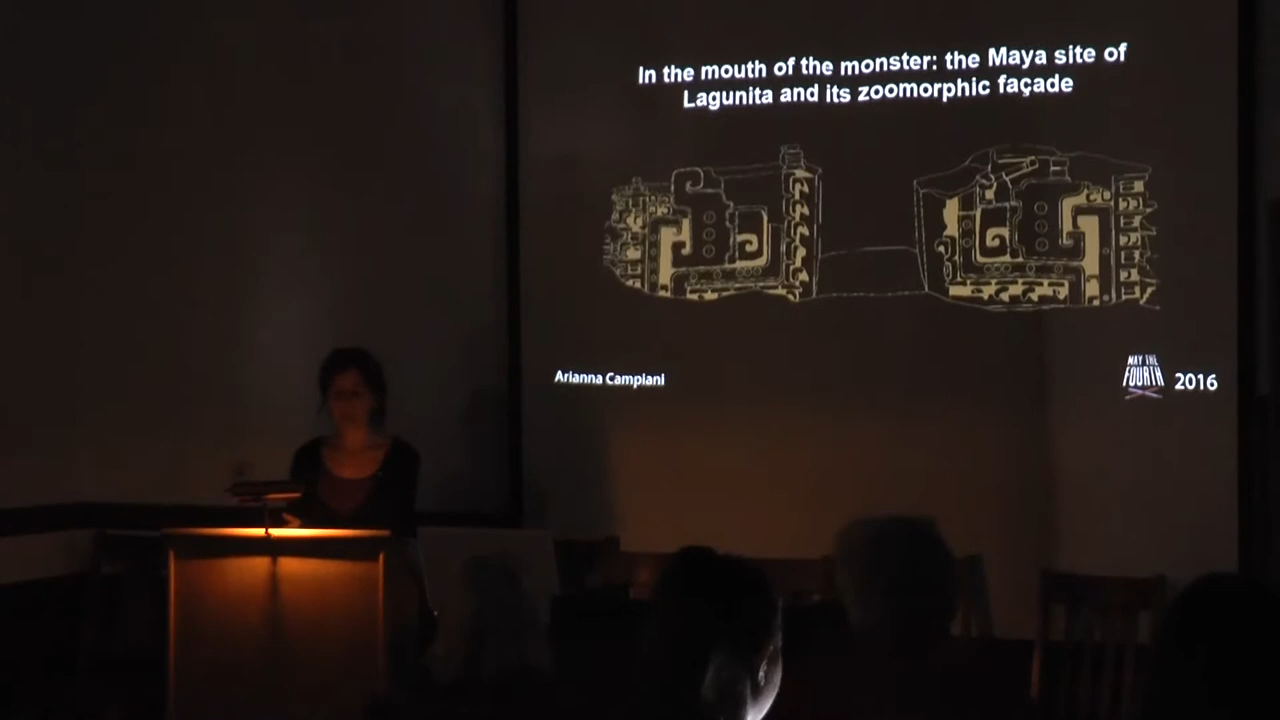 In the mouth of the monster: the Maya site of
Lagunita and its zoomorphic façade
Arianna Campiani
MAY THE
FOURTH
2016